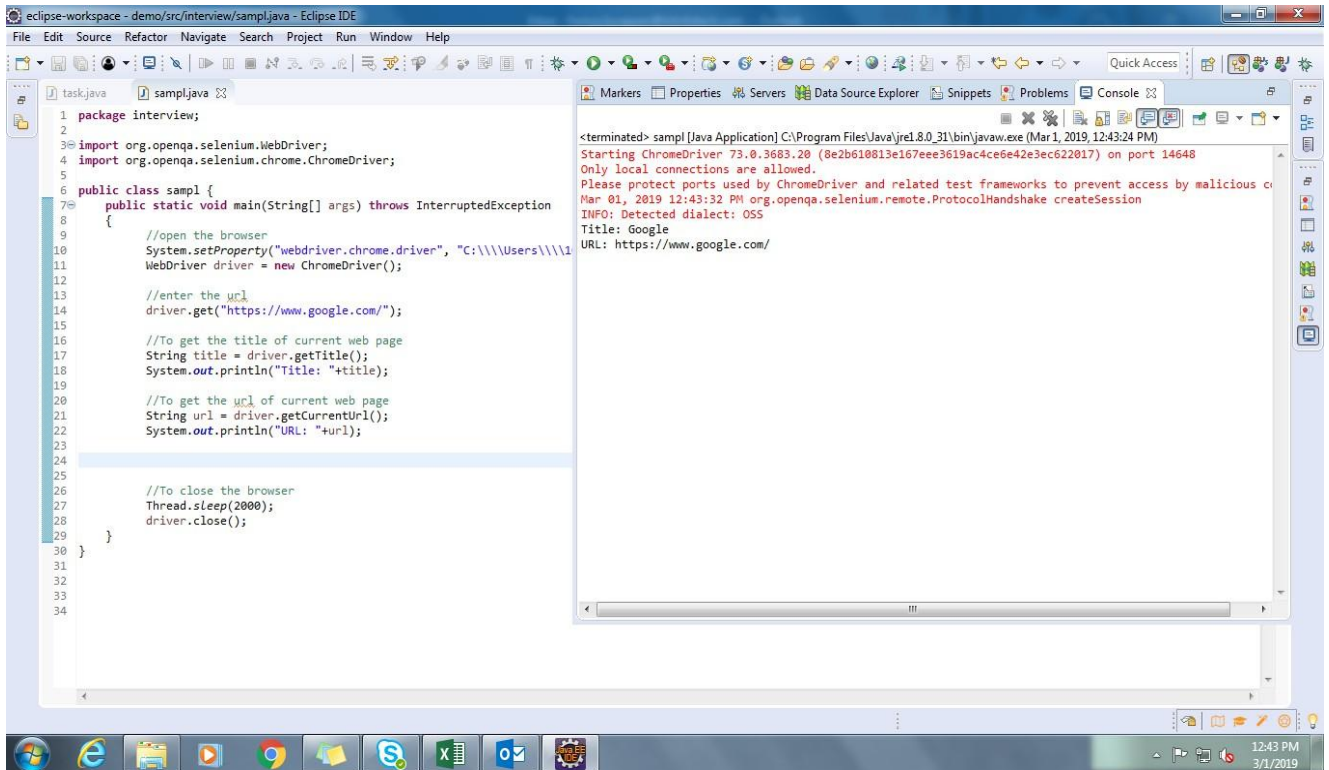 eclipse-workspace - demo/src/interview/sampl.java - Eclipse IDE
File Edit Source Refactor Navigate Search Project Run Window Help
Quick Access
task.java sampl.java
1 package interview;
2
3 import org.openqa.selenium.WebDriver;
4 import org.openqa.selenium.chrome.ChromeDriver;
5
6 public class sampl {
7 public static void main(String[] args) throws InterruptedException
8 {
9 //open the browser
10 System.setProperty("webdriver.chrome.driver", "C:\\\\Users\\\\1
11 WebDriver driver = new ChromeDriver();
12
13 //enter the url
14 driver.get("https://www.google.com/");
15
16 //To get the title of current web page
17 String title = driver.getTitle();
18 System.out.println("Title: "+title);
19
20 //To get the url of current web page
21 String url = driver.getCurrentUrl();
22 System.out.println("URL: "+url);
23
24
25
26 //To close the browser
27 Thread.sleep(2000);
28 driver.close();
29 }
30 }
31
32
33
34
Markers Properties Servers Data Source Explorer Snippets Problems Console
<terminated> sampl [Java Application] C:\Program Files\Java\jre1.8.0_31\bin\javaw.exe (Mar 1, 2019, 12:43:24 PM)
Starting ChromeDriver 73.0.3683.20 (8e2b610813e167eee3619ac4ce6e42e3ec622017) on port 14648
Only local connections are allowed.
Please protect ports used by ChromeDriver and related test frameworks to prevent access by malicious co
Mar 01, 2019 12:43:32 PM org.openqa.selenium.remote.ProtocolHandshake createSession
INFO: Detected dialect: OSS
Title: Google
URL: https://www.google.com/
Java EE
IDE
12:43 PM
3/1/2019